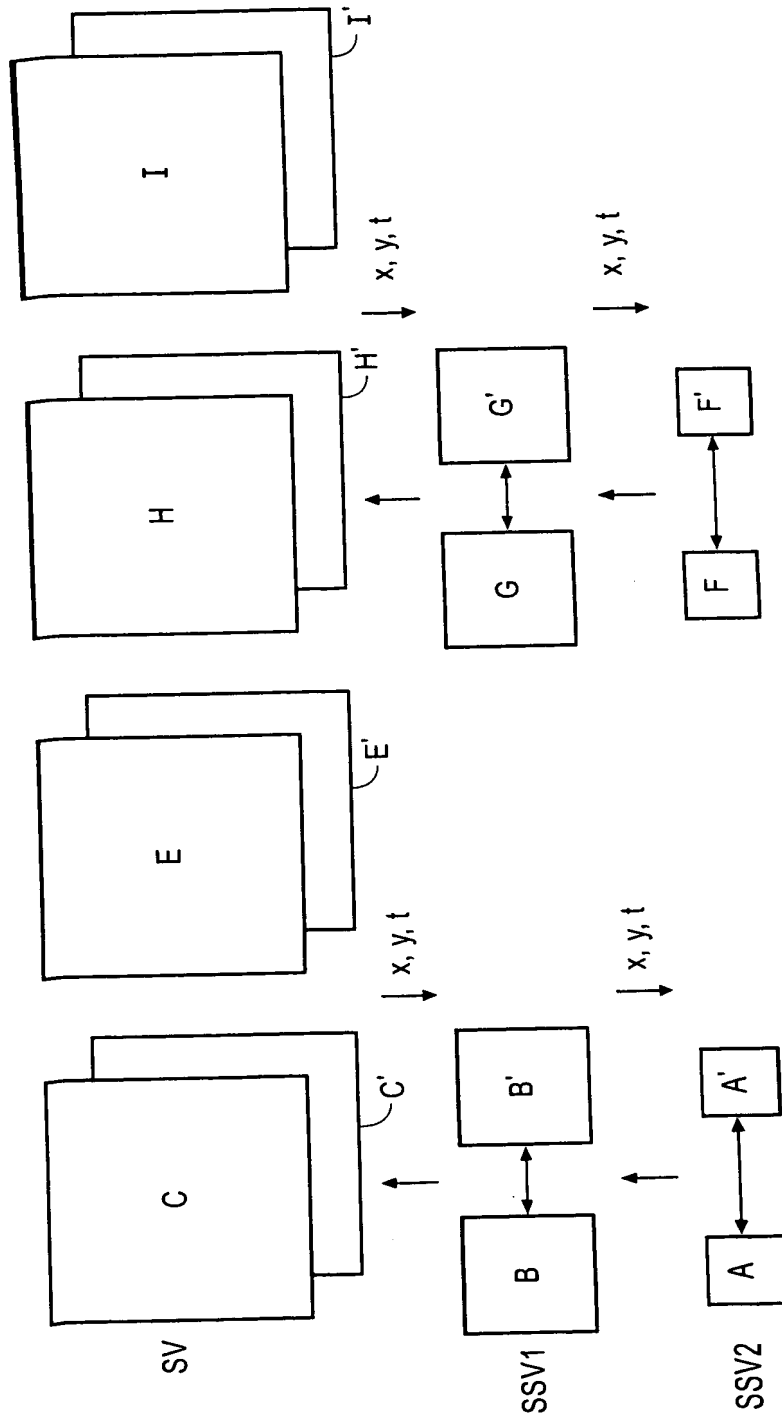 SV
C
C'
E
E'
H
H'
I
I'
x, y, t
x, y, t
SSV1
B
B'
G
G'
x, y, t
x, y, t
SSV2
A
A'
F
F'